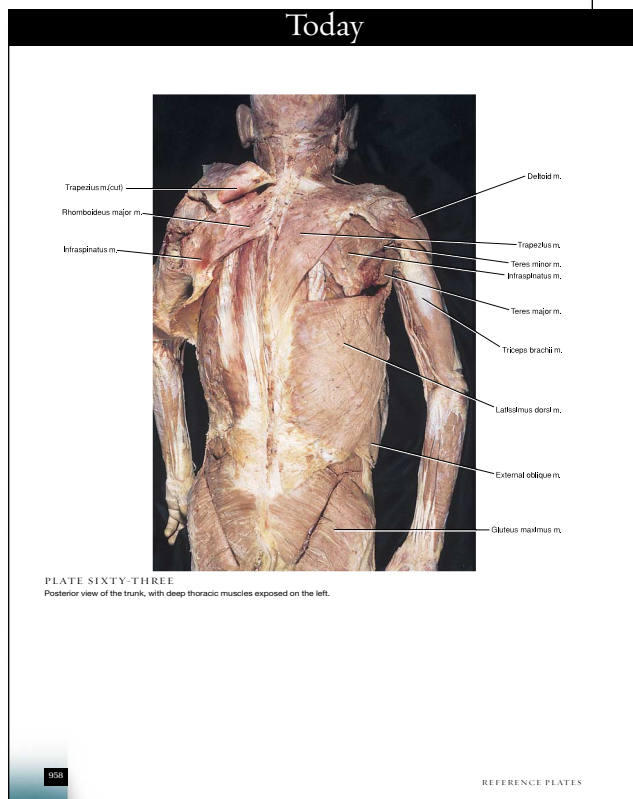 Today
Trapezius m.(cut)
Rhomboideus major m.
Infraspinatus m.
Deltoid m.
Trapezius m.
Teres minor m.
Infraspinatus m.
Teres major m.
Triceps brachii m.
Latissimus dorsi m.
External oblique m.
Gluteus maximus m.
PLATE SIXTY-THREE
Posterior view of the trunk, with deep thoracic muscles exposed on the left.
958
REFERENCE PLATES